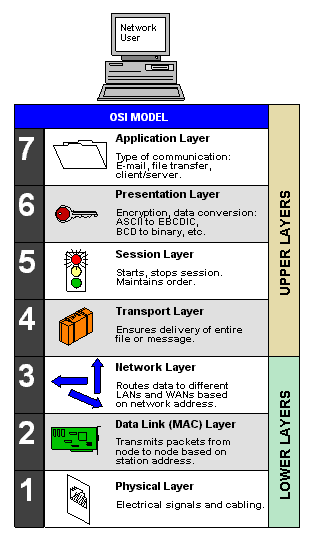 Network
User
OSI MODEL
7
Application Layer
Type of communication:
E-mail, file transfer,
client/server.
6
Presentation Layer
Encryption, data conversion:
ASCII to EBCDIC,
BCD to binary, etc.
5
Session Layer
Starts, stops session.
Maintains order.
4
Transport Layer
Ensures delivery of entire
file or message.
UPPER LAYERS
3
Network Layer
Routes data to different
LANs and WANs based
on network address.
2
Data Link (MAC) Layer
Transmits packets from
node to node based on
station address.
1
Physical Layer
Electrical signals and cabling.
LOWER LAYERS